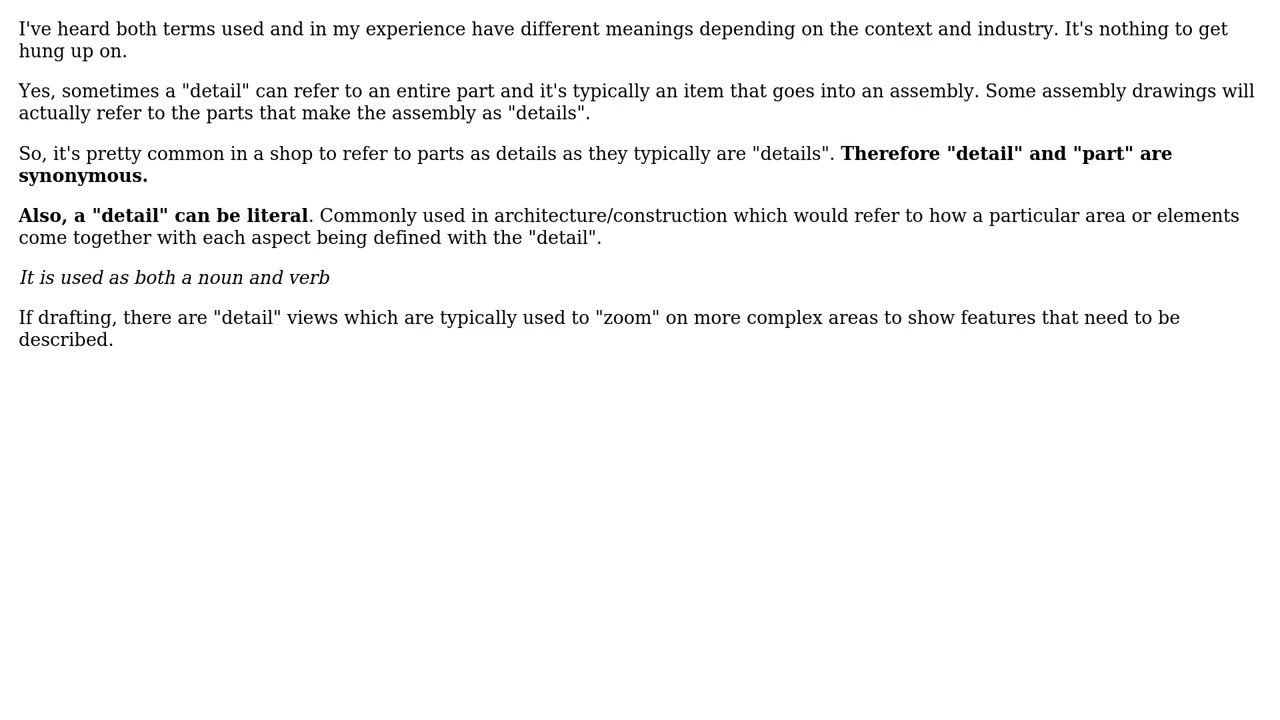 I've heard both terms used and in my experience have different meanings depending on the context and industry. It's nothing to get
hung up on.
Yes, sometimes a "detail" can refer to an entire part and it's typically an item that goes into an assembly. Some assembly drawings will
actually refer to the parts that make the assembly as "details".
So, it's pretty common in a shop to refer to parts as details as they typically are "details". Therefore "detail" and "part" are
synonymous.
Also, a "detail" can be literal. Commonly used in architecture/construction which would refer to how a particular area or elements
come together with each aspect being defined with the "detail".
It is used as both a noun and verb
If drafting, there are "detail" views which are typically used to "zoom" on more complex areas to show features that need to be
described.